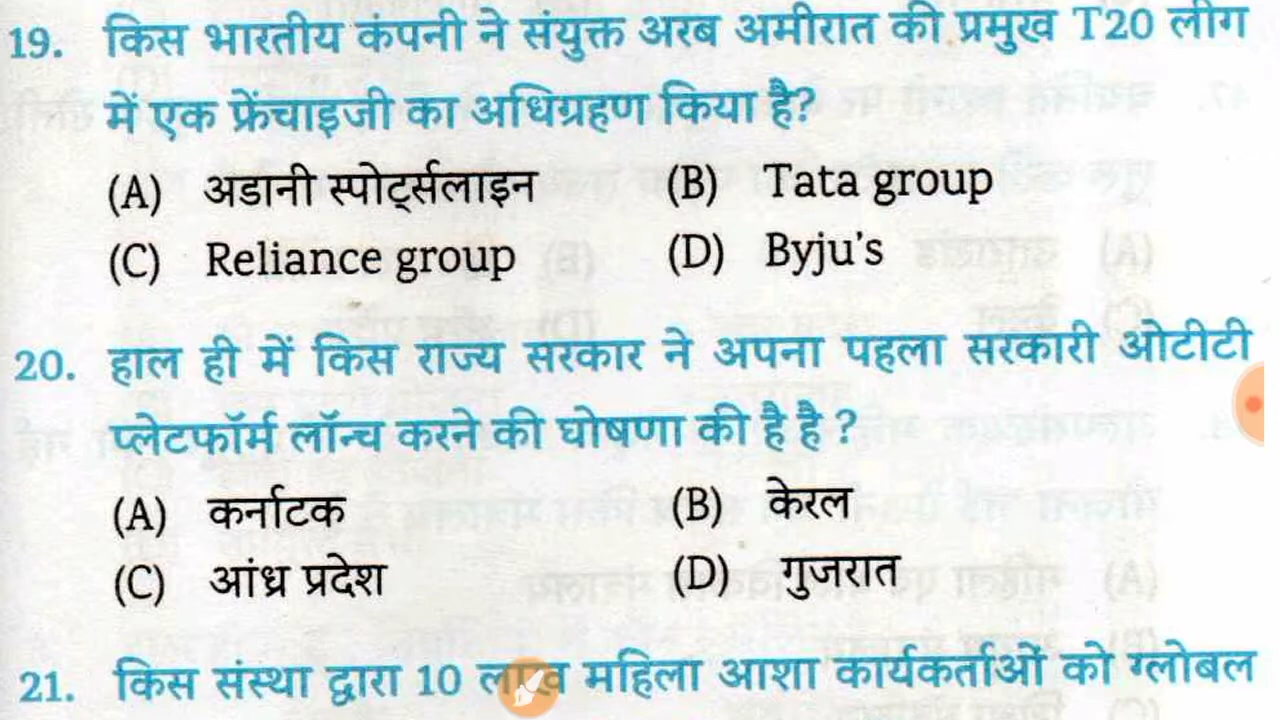 19. किस भारतीय कंपनी ने संयुक्त अरब अमीरात की प्रमुख T20 लीग
में एक फ्रेंचाइजी का अधिग्रहण किया है?
(A) अडानी स्पोर्ट्सलाइन (B) Tata group
(C) Reliance group (D) Byju's
20. हाल ही में किस राज्य सरकार ने अपना पहला सरकारी ओटीटी
प्लेटफॉर्म लॉन्च करने की घोषणा की है है ?
(A) कर्नाटक (B) केरल
(C) आंध्र प्रदेश (D) गुजरात
21. किस संस्था द्वारा 10 लाख महिला आशा कार्यकर्ताओं को ग्लोबल